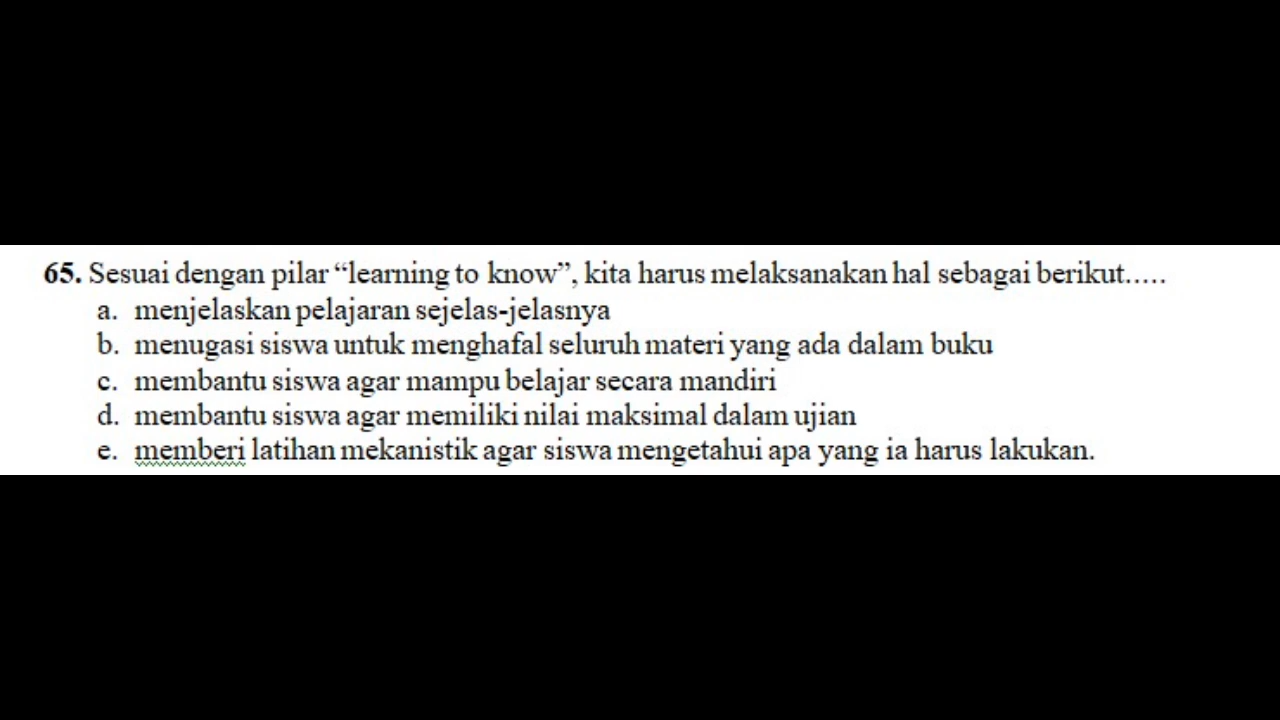 65. Sesuai dengan pilar “learning to know”, kita harus melaksanakan hal sebagai berikut.....
a. menjelaskan pelajaran sejelas-jelasnya
b. menugasi siswa untuk menghafal seluruh materi yang ada dalam buku
c. membantu siswa agar mampu belajar secara mandiri
d. membantu siswa agar memiliki nilai maksimal dalam ujian
e. memberi latihan mekanistik agar siswa mengetahui apa yang ia harus lakukan.